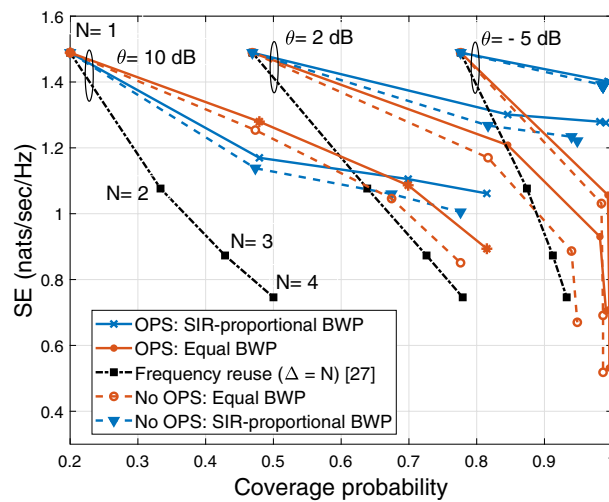 N= 1
θ= 10 dB
θ= 2 dB
θ= - 5 dB
N= 2
N= 3
N= 4
1.6
1.4
1.2
1
0.8
0.6
0.4
SE (nats/sec/Hz)
OPS: SIR-proportional BWP
OPS: Equal BWP
Frequency reuse (Δ = N) [27]
No OPS: Equal BWP
No OPS: SIR-proportional BWP
0.2 0.3 0.4 0.5 0.6 0.7 0.8 0.9 1
Coverage probability